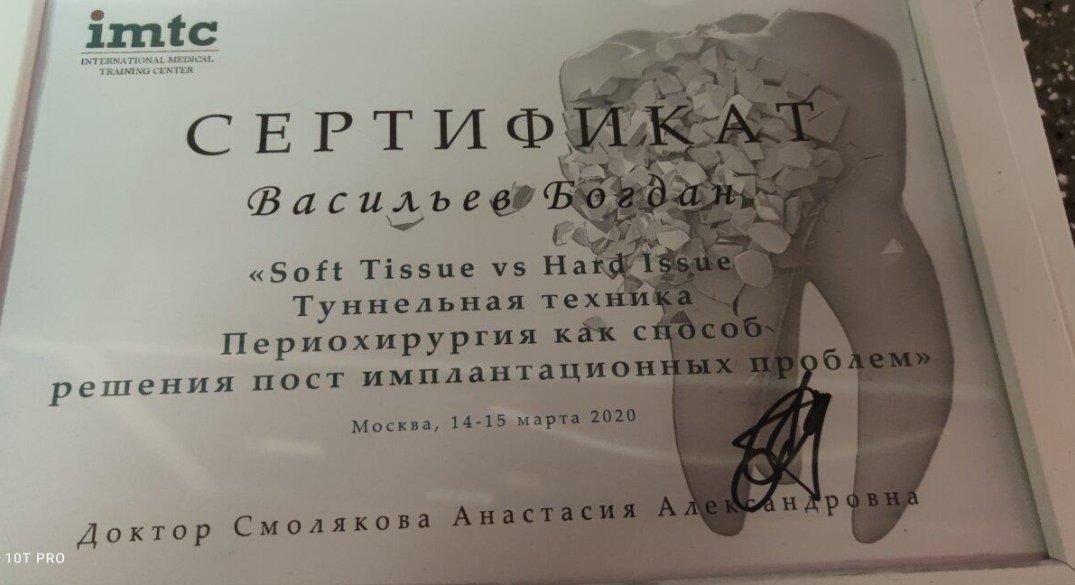 imtc
INTERNATIONAL MEDICAL
TRAINING CENTER
СЕРТИФИКАТ
Васильев Богдан
«Soft Tissue vs Hard Issue
Туннельная техника
Периохирургия как способ
решения пост имплантационных проблем»
Москва, 14-15 марта 2020
Доктор Смолякова Анастасия Александровна
10T PRO